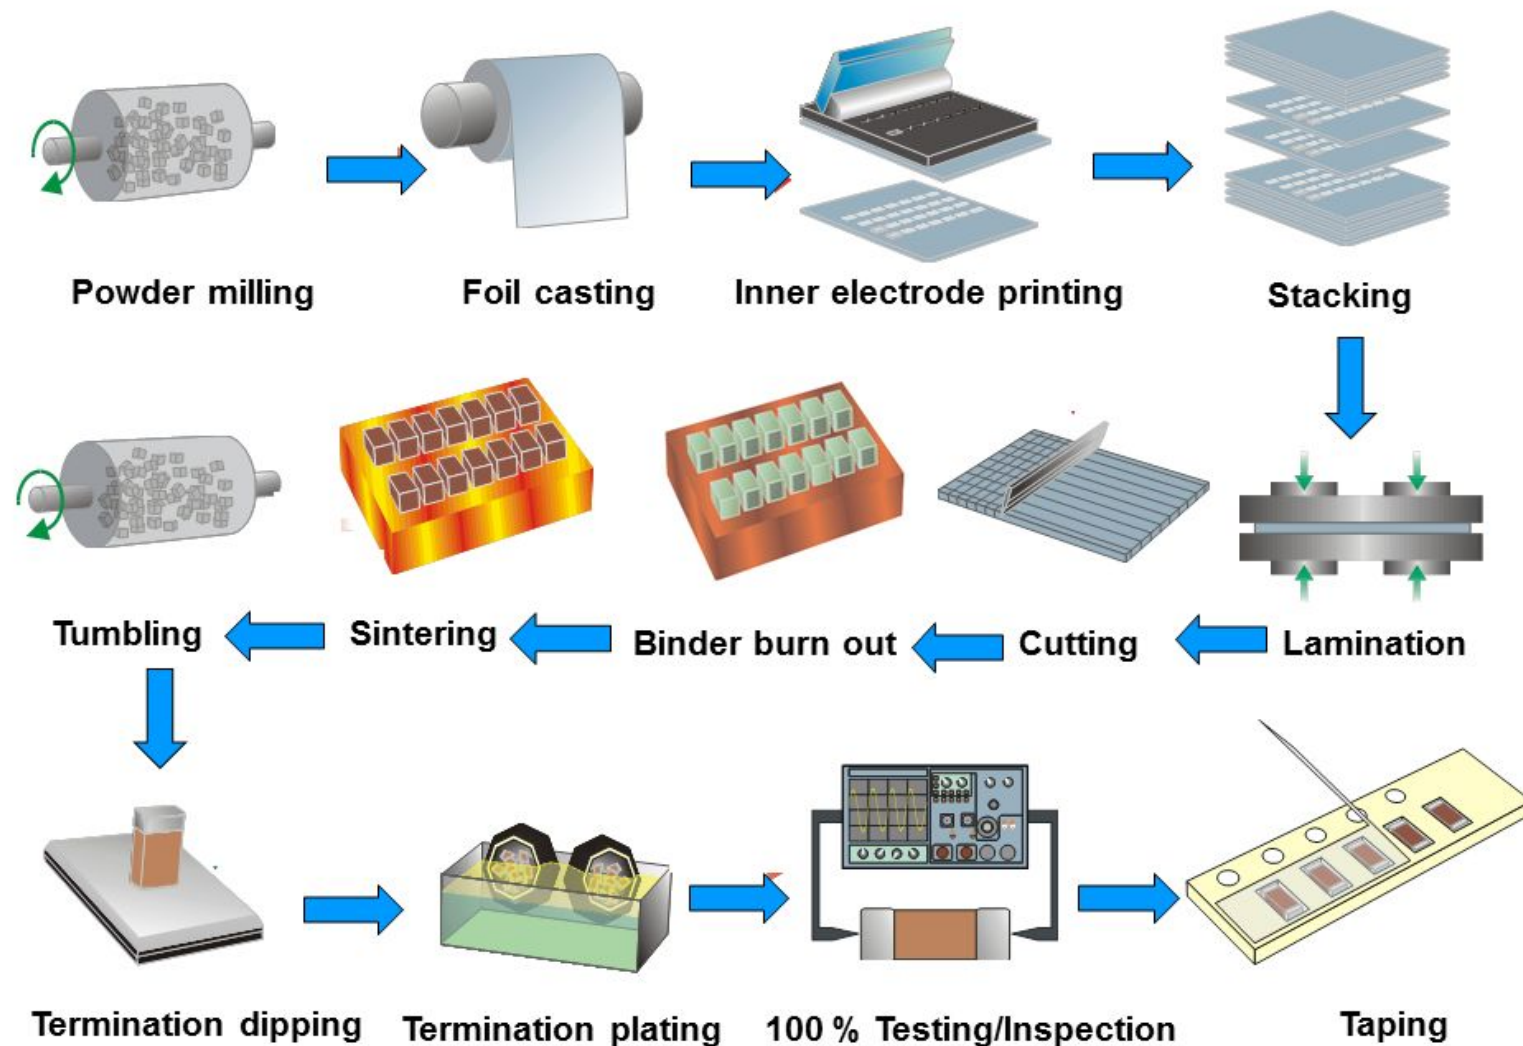 Powder milling
Foil casting
Inner electrode printing
Stacking
Tumbling
Sintering
Binder burn out
Cutting
Lamination
Termination dipping
Termination plating
100 % Testing/Inspection
Taping